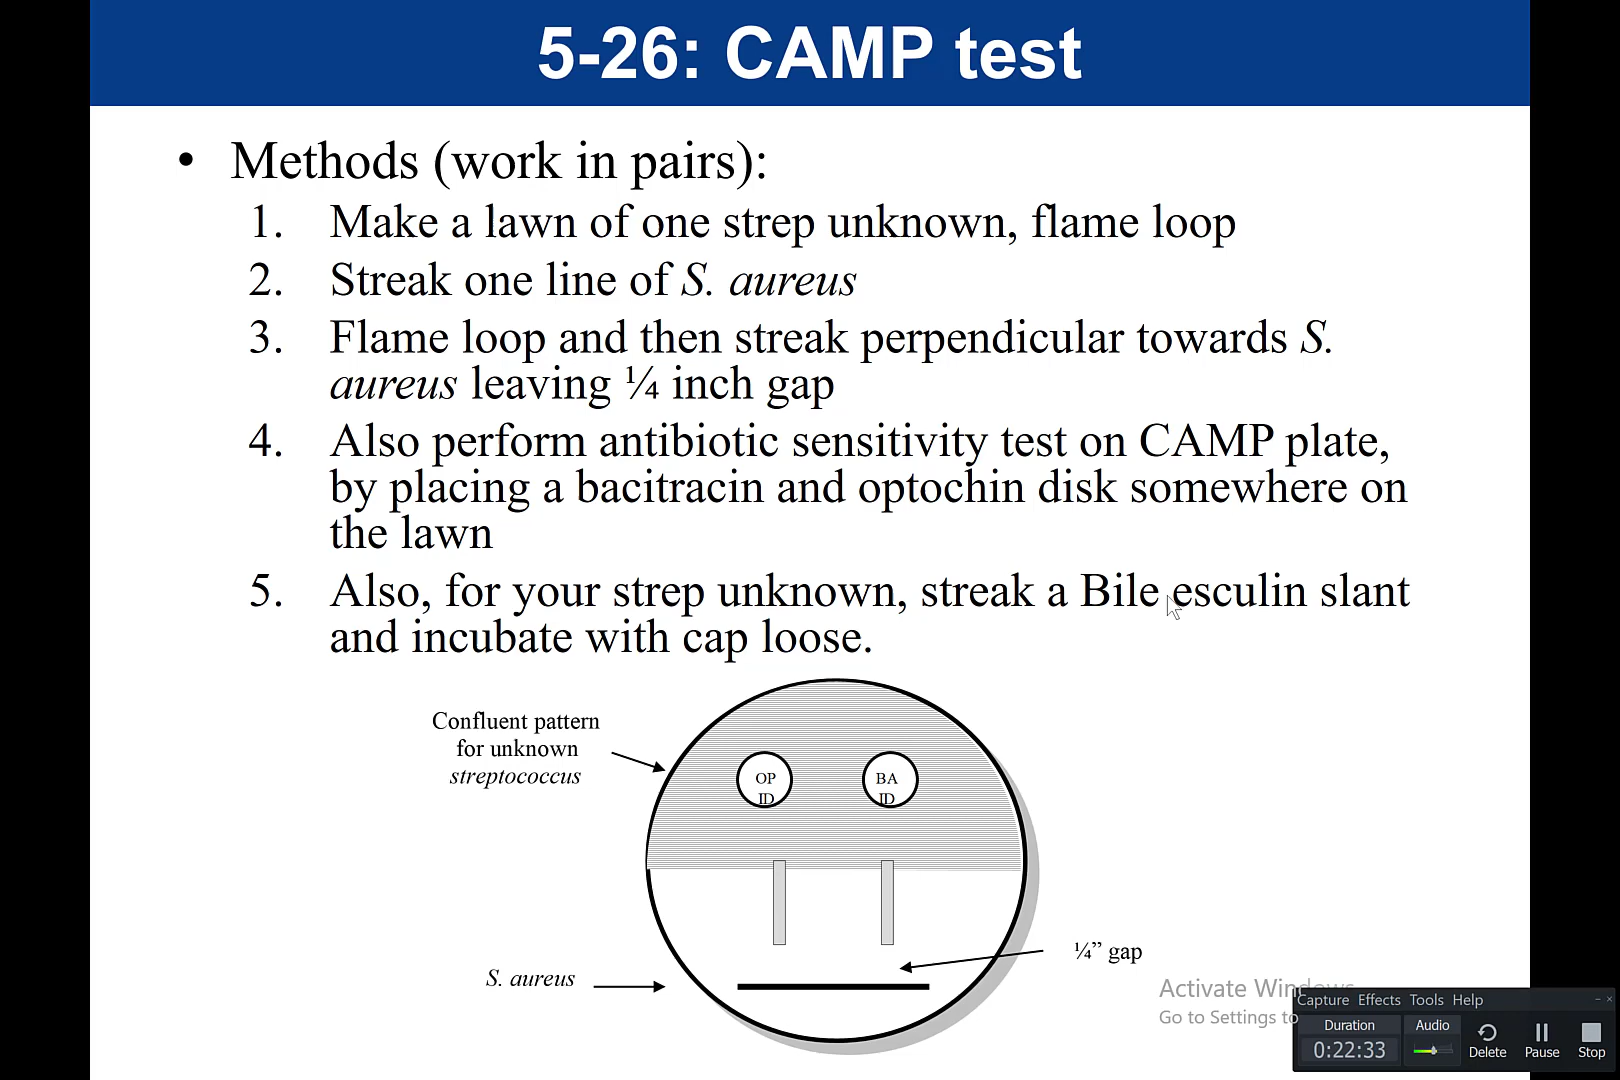 5-26: CAMP test
• Methods (work in pairs):
1. Make a lawn of one strep unknown, flame loop
2. Streak one line of S. aureus
3. Flame loop and then streak perpendicular towards S.
aureus leaving ¼ inch gap
4. Also perform antibiotic sensitivity test on CAMP plate,
by placing a bacitracin and optochin disk somewhere on
the lawn
5. Also, for your strep unknown, streak a Bile esculin slant
and incubate with cap loose.
Confluent pattern
for unknown
streptococcus
OP
ID
BA
ID
¼” gap
S. aureus
Activate Windows
Go to Settings to
Capture Effects Tools Help
Duration
0:22:33
Audio
Delete
Pause
Stop